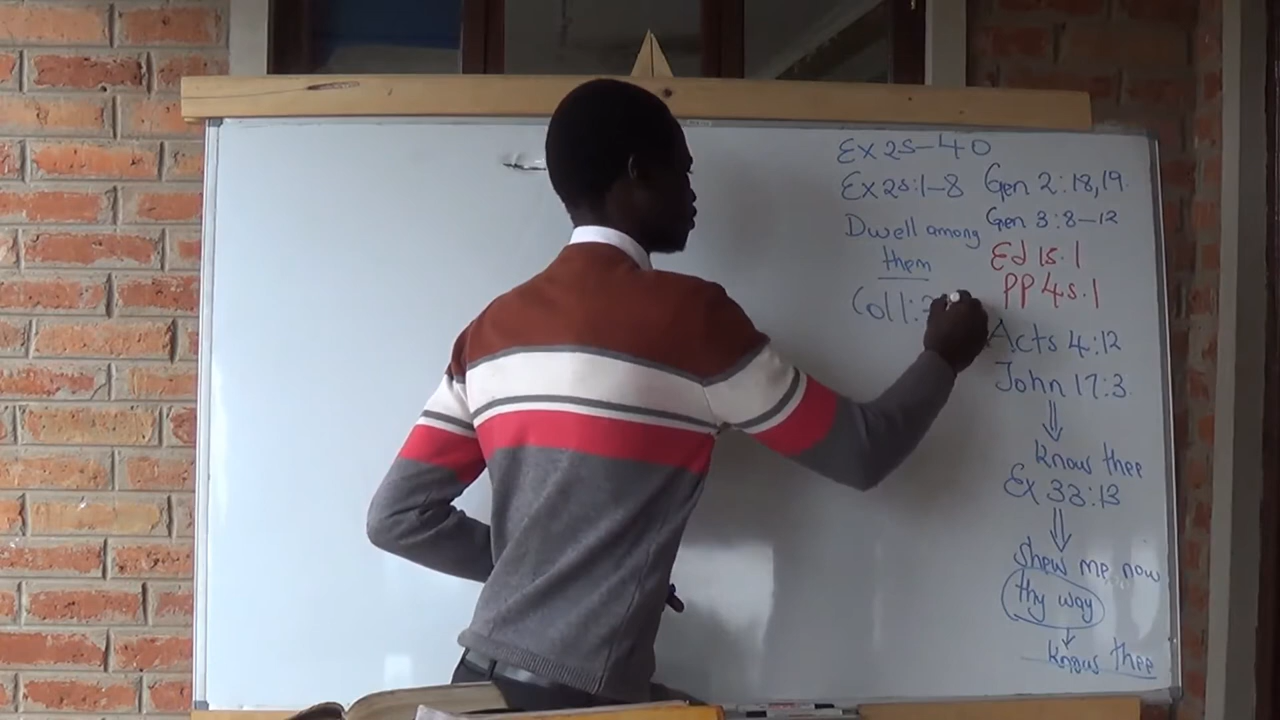 Ex 25-40
Ex 25:1-8
Dwell among
them
Col 1:
Gen 2:18,19.
Gen 3:8-12
Ed 15.1
PP 45.1
Acts 4:12
John 17:3.
know thee
Ex 33:13
shew me now
thy way
know thee